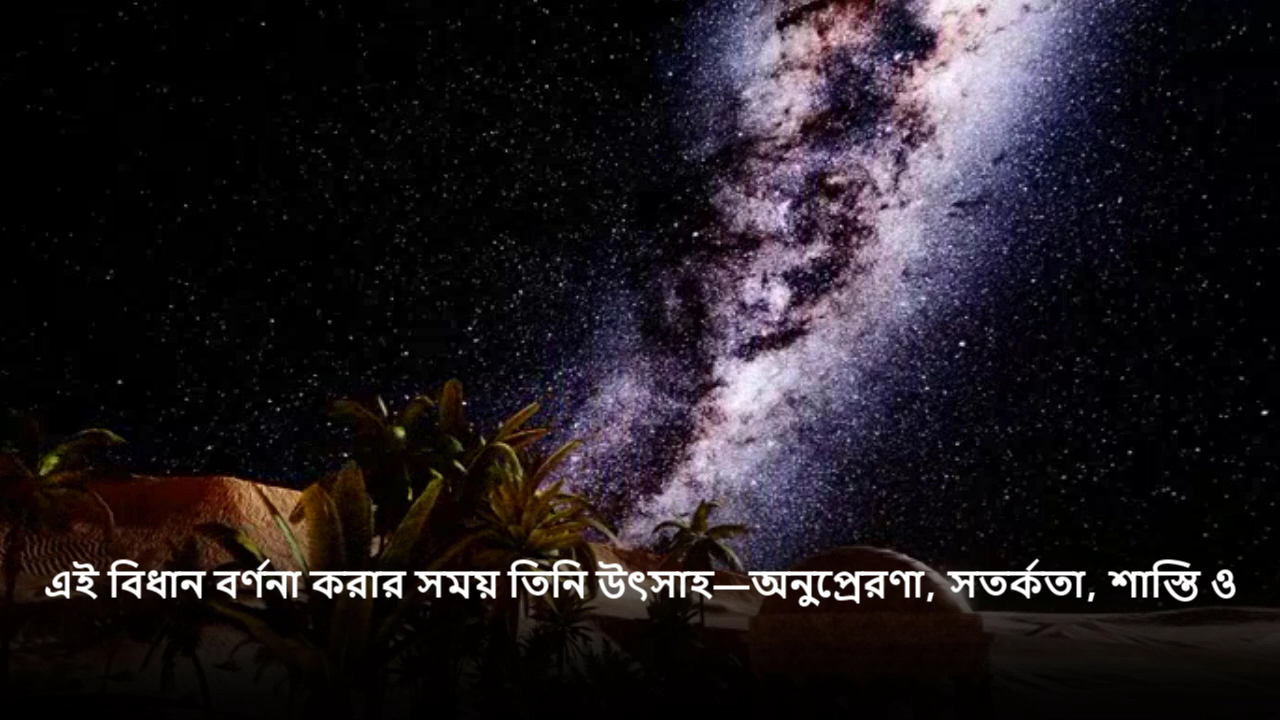 এই বিধান বর্ণনা করার সময় তিনি উৎসাহ—অনুপ্রেরণা, সতর্কতা, শাস্তি ও